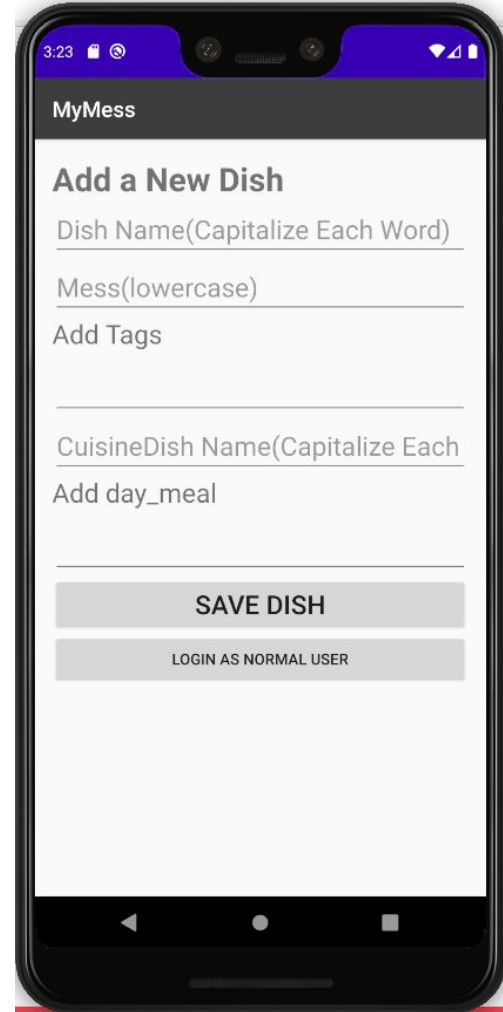 3:23
MyMess
Add a New Dish
Dish Name(Capitalize Each Word)
Mess(lowercase)
Add Tags
CuisineDish Name(Capitalize Each
Add day_meal
SAVE DISH
LOGIN AS NORMAL USER